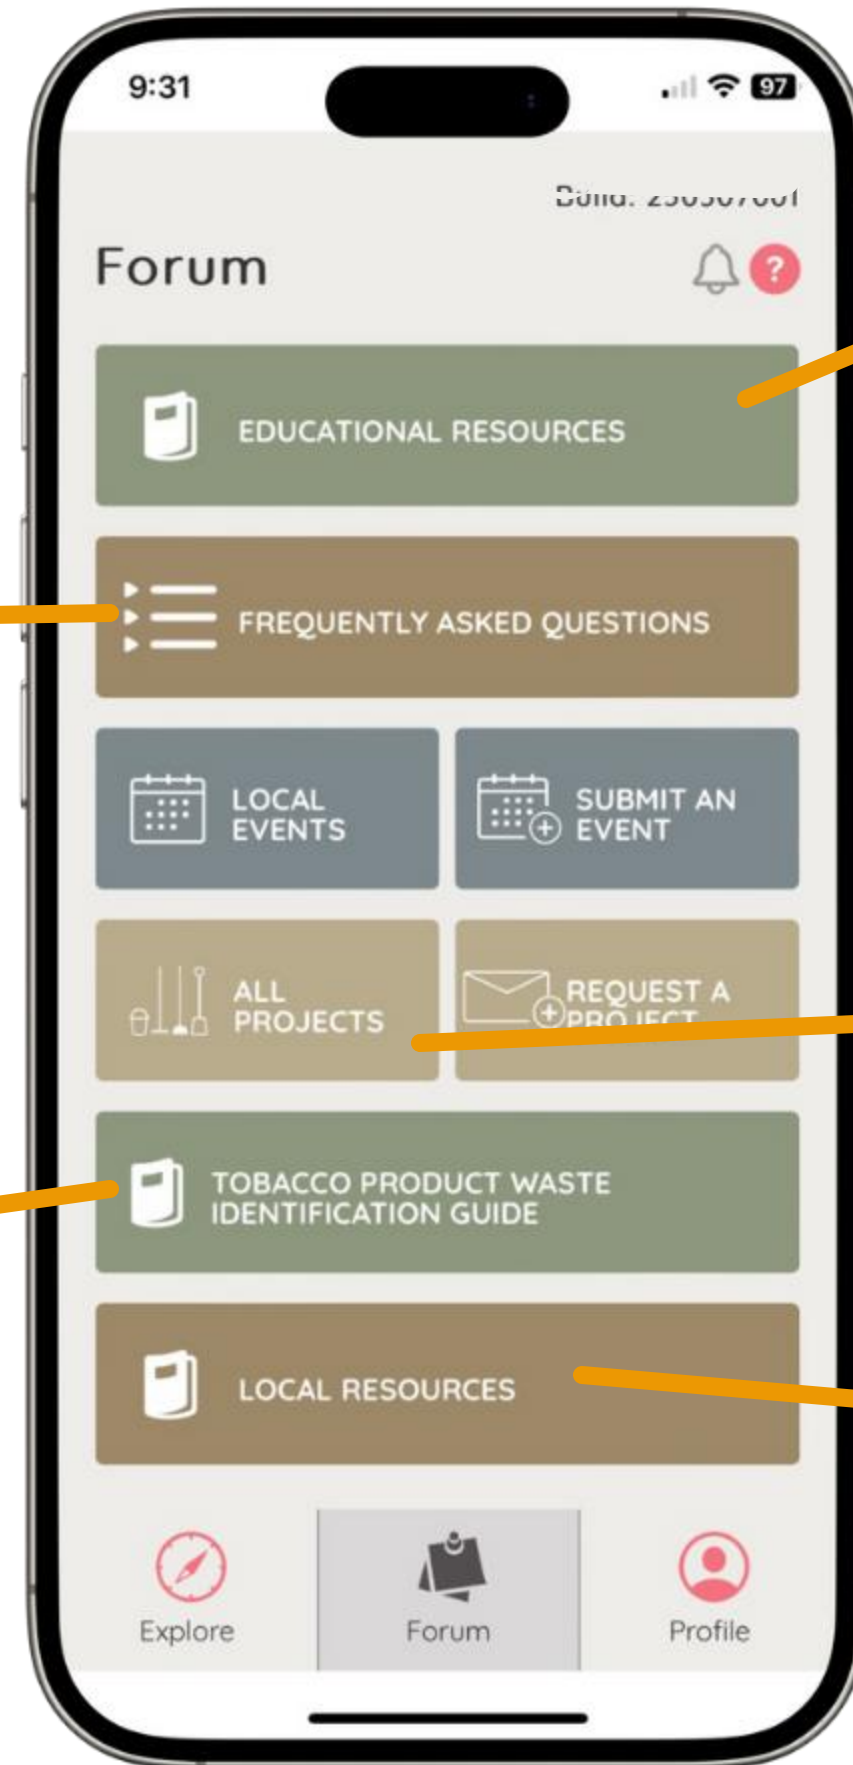 9:31
97
Forum
?
EDUCATIONAL RESOURCES
FREQUENTLY ASKED QUESTIONS
LOCAL
EVENTS
SUBMIT AN
EVENT
ALL
PROJECTS
REQUEST A
PROJECT
TOBACCO PRODUCT WASTE
IDENTIFICATION GUIDE
LOCAL RESOURCES
Explore
Forum
Profile